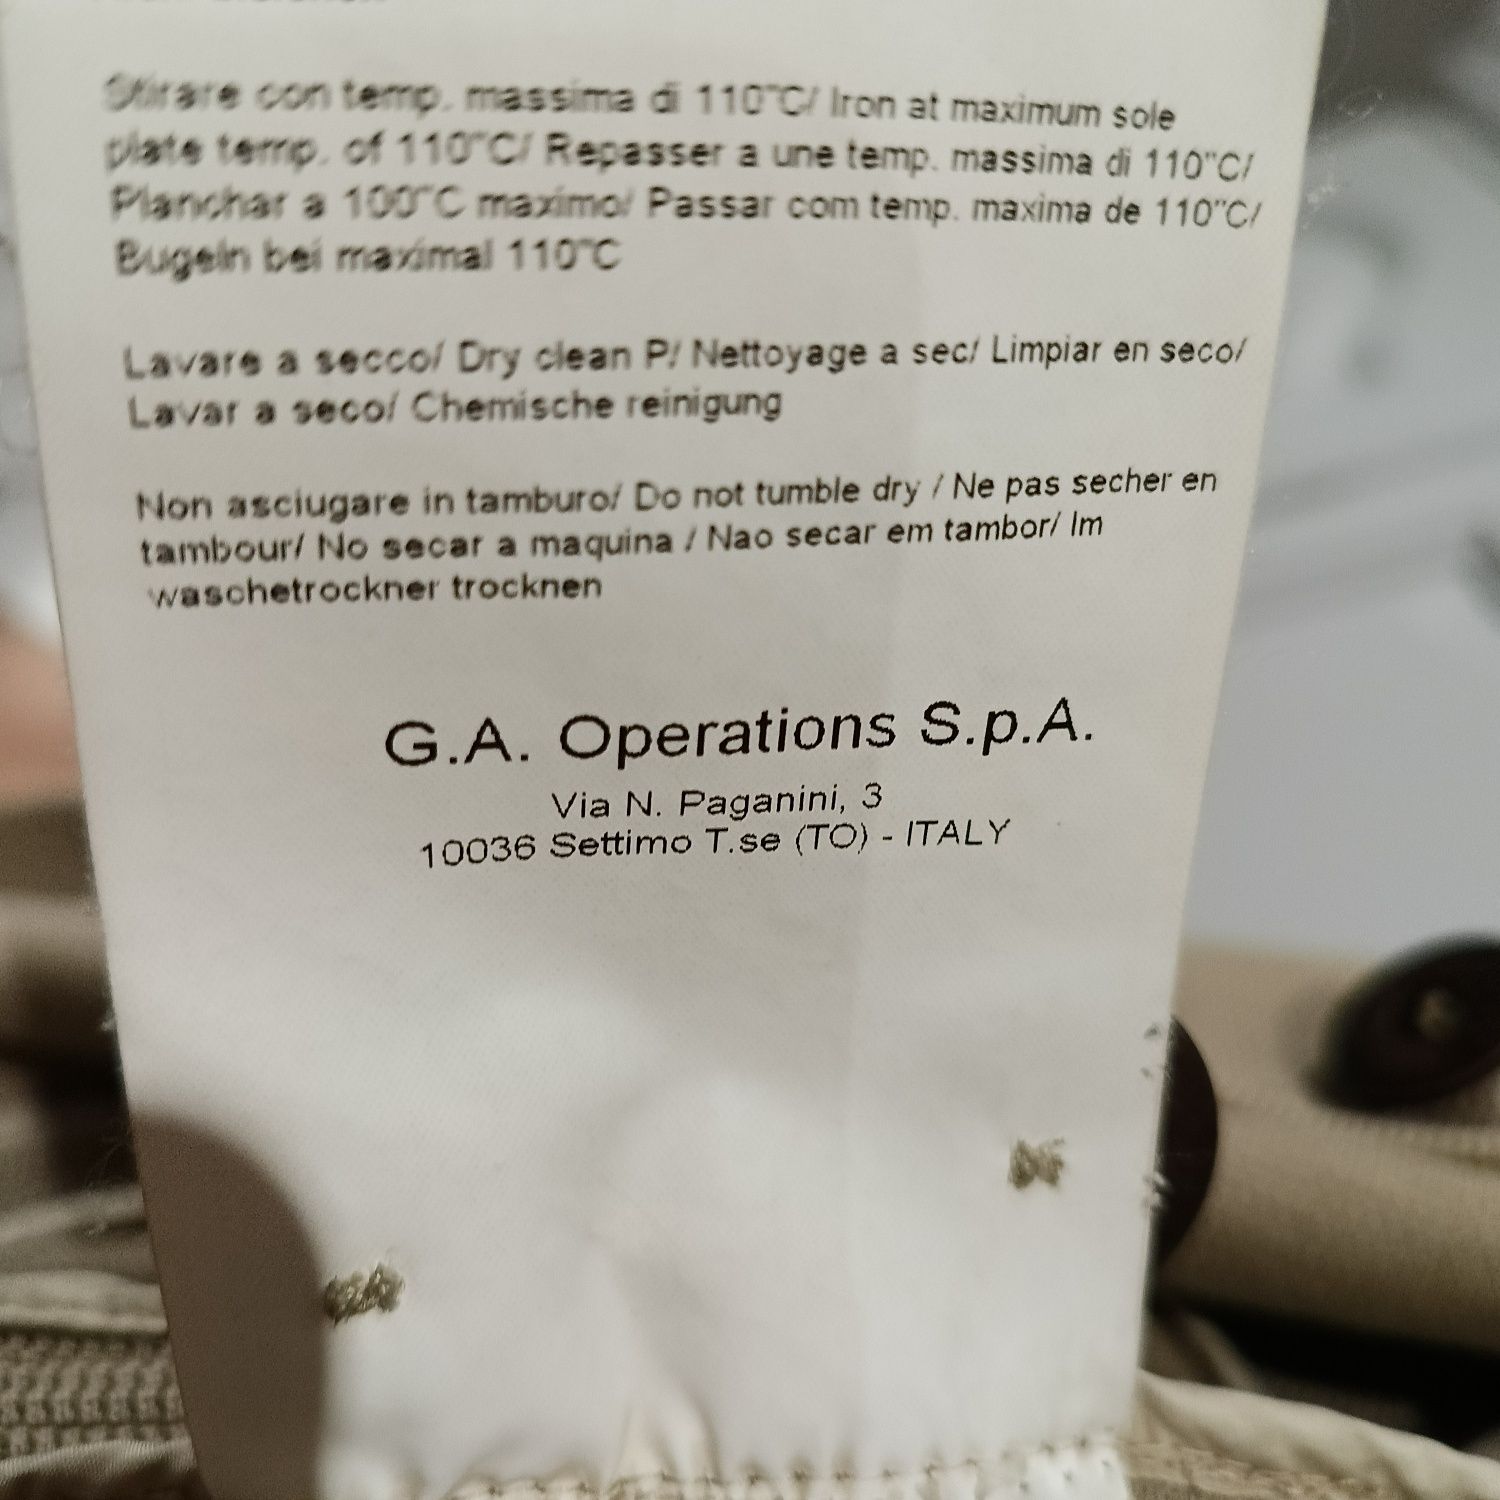 Stirare con temp. massima di 110"C/ Iron at maximum sole
plate temp. of 110"C/ Repasser a une temp. massima di 110"C/
Planchar a 100"C maximo/ Passar com temp. maxima de 110"C/
Bugeln bei maximal 110"C
Lavare a secco/ Dry clean P/ Nettoyage a sec/ Limpiar en seco/
Lavar a seco/ Chemische reinigung
Non asciugare in tamburo/ Do not tumble dry / Ne pas secher en
tambour/ No secar a maquina / Nao secar em tambor/ Im
waschetrockner trocknen
G.A. Operations S.p.A.
Via N. Paganini, 3
10036 Settimo T.se (TO) - ITALY